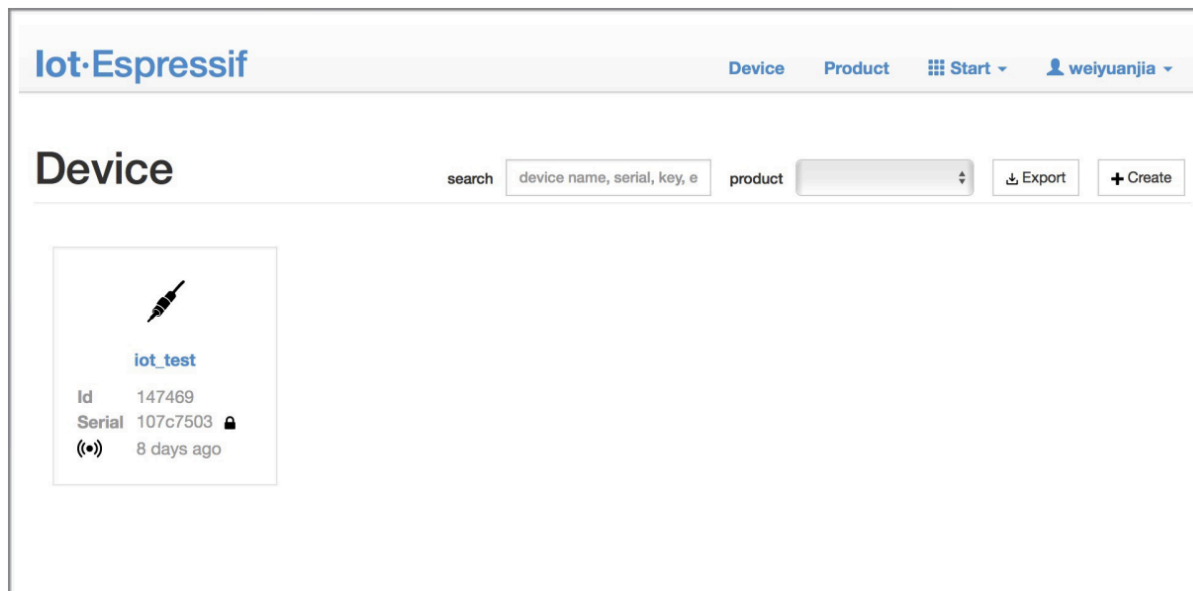 Iot·Espressif
Device Product Start weiyuanjia
Device
search device name, serial, key, e product Export Create
iot_test
Id 147469
Serial 107c7503
8 days ago